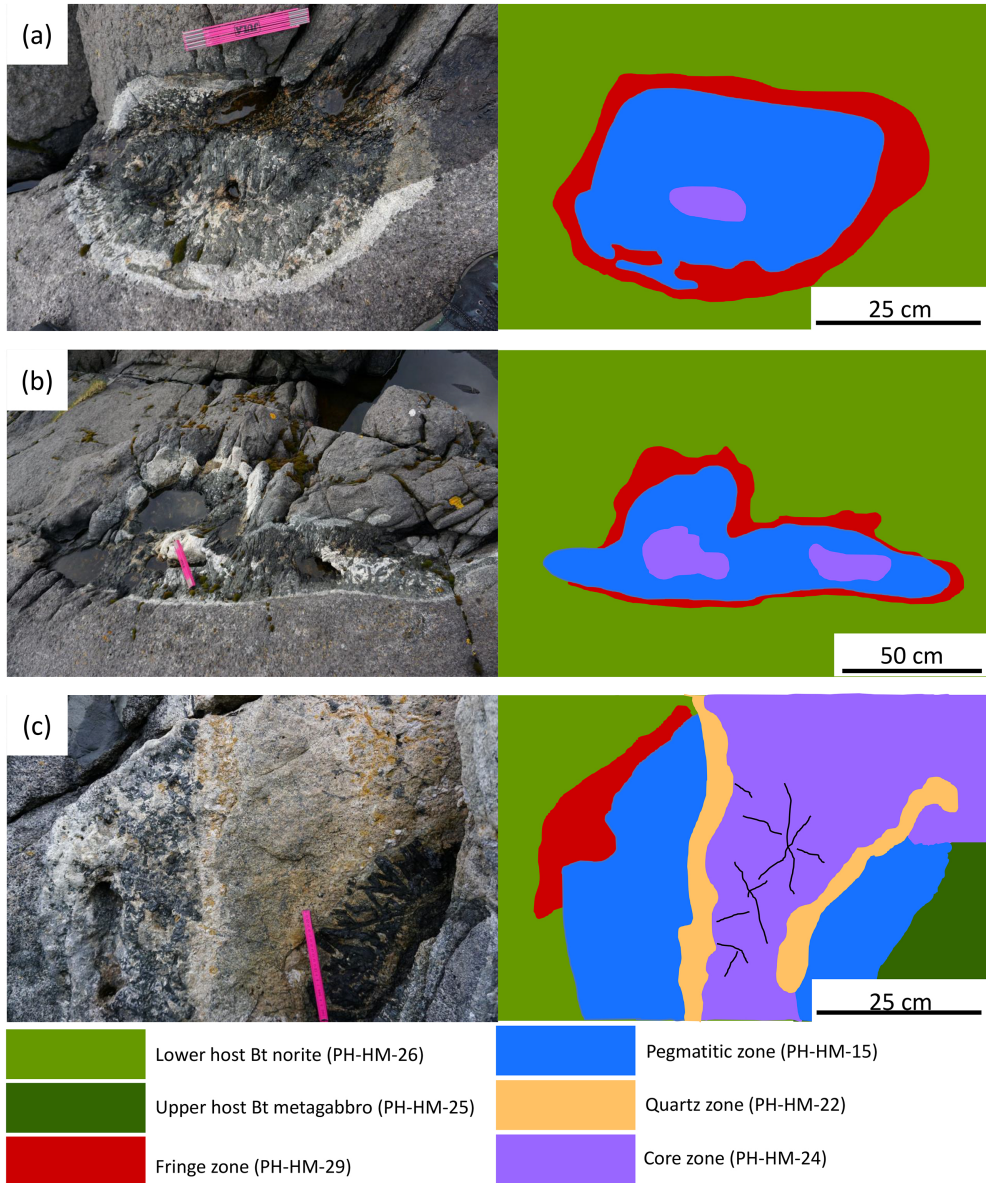 (a)
JULA
25 cm
(b)
50 cm
(c)
25 cm
Lower host Bt norite (PH-HM-26)
Pegmatitic zone (PH-HM-15)
Upper host Bt metagabbro (PH-HM-25)
Quartz zone (PH-HM-22)
Fringe zone (PH-HM-29)
Core zone (PH-HM-24)